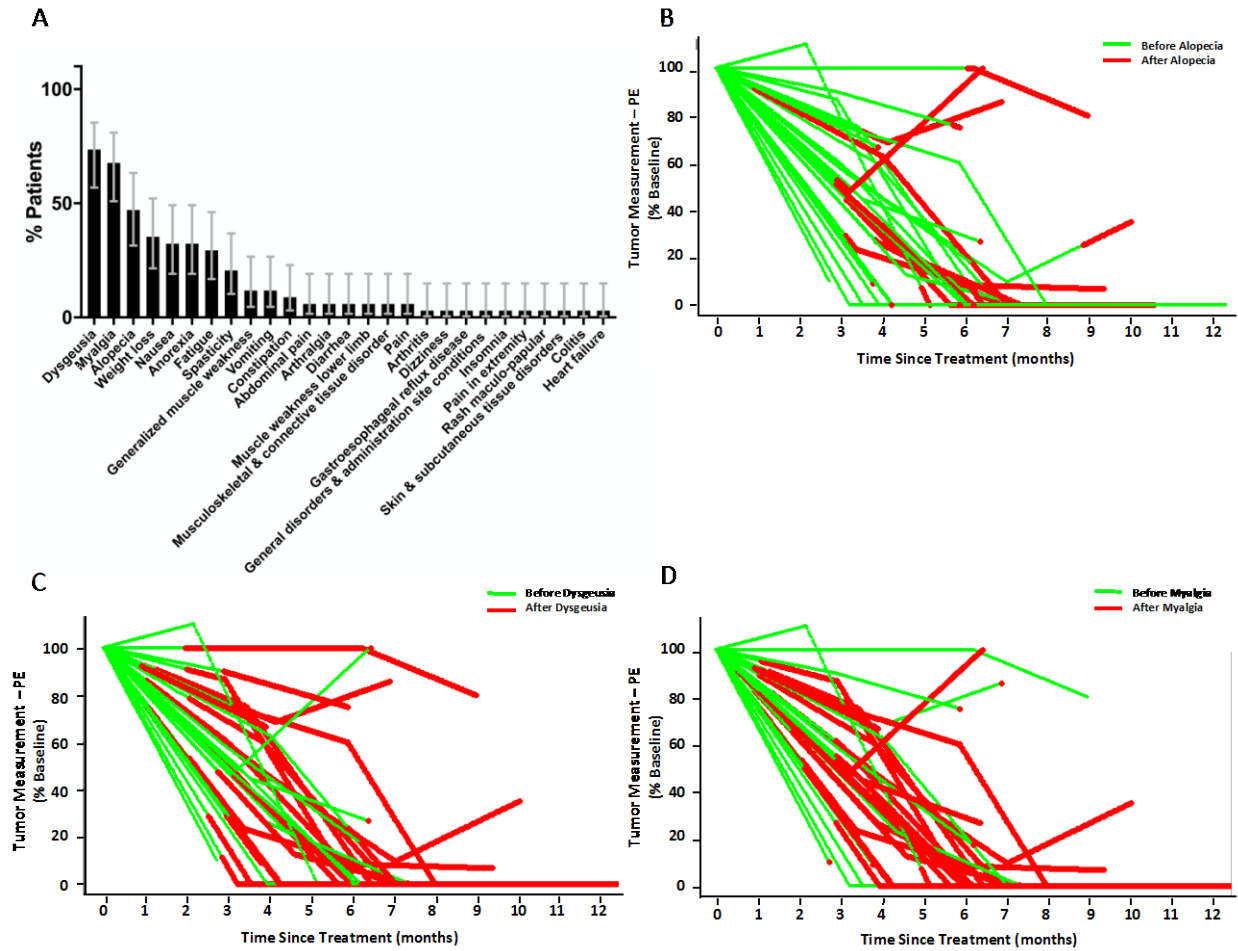 A
% Patients
100
50
0
Dysgeusia
Myalgia
Alopecia
Weight loss
Nausea
Anorexia
Fatigue
Spasticity
Generalized muscle weakness
Vomiting
Constipation
Abdominal pain
Arthralgia
Diarrhea
Muscle weakness lower limb
Musculoskeletal & connective tissue disorder
Pain
Arthritis
Dizziness
Gastroesophageal reflux disease
General disorders & administration site conditions
Insomnia
Pain in extremity
Rash maculo-papular
Skin & subcutaneous tissue disorders
Colitis
Heart failure
B
Before Alopecia
After Alopecia
Tumor Measurement – PE
(% Baseline)
100
80
60
40
20
0
0 1 2 3 4 5 6 7 8 9 10 11 12
Time Since Treatment (months)
C
Before Dysgeusia
After Dysgeusia
Tumor Measurement – PE
(% Baseline)
100
80
60
40
20
0
0 1 2 3 4 5 6 7 8 9 10 11 12
Time Since Treatment (months)
D
Before Myalgia
After Myalgia
Tumor Measurement – PE
(% Baseline)
100
80
60
40
20
0
0 1 2 3 4 5 6 7 8 9 10 11 12
Time Since Treatment (months)